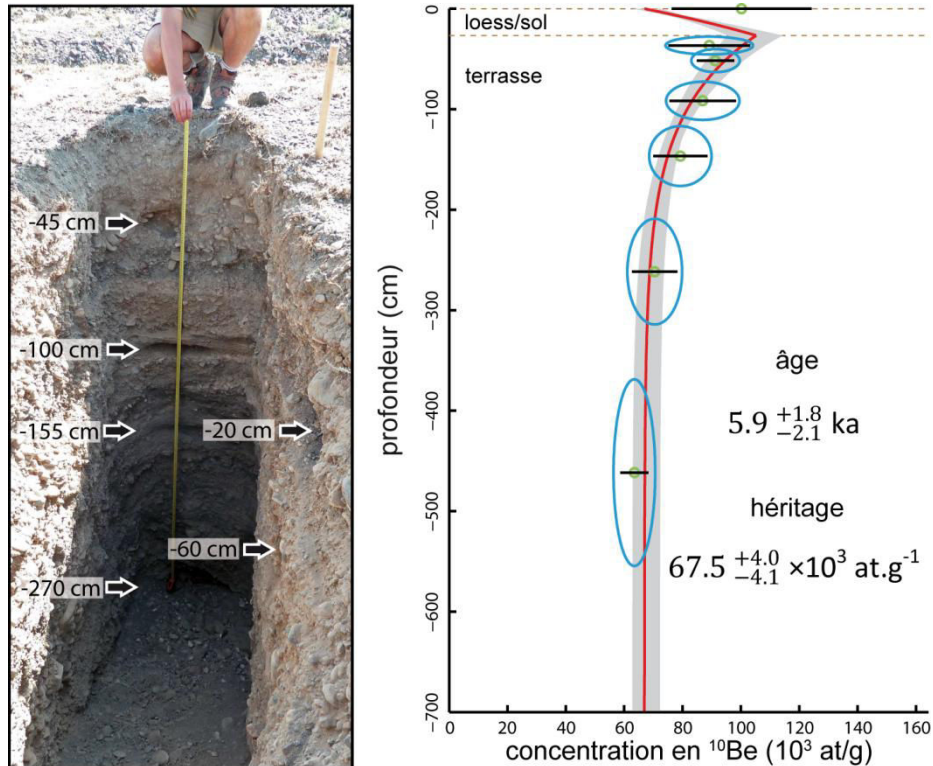 -45 cm
-100 cm
-155 cm
-20 cm
-60 cm
-270 cm
0
-100
-200
-300
-400
-500
-600
-700
profondeur (cm)
loess/sol
terrasse
âge
5.9 +1.8 -2.1 ka
héritage
67.5 +4.0 -4.1 ×10³ at.g⁻¹
0 20 40 60 80 100 120 140 160
concentration en ¹⁰Be (10³ at/g)